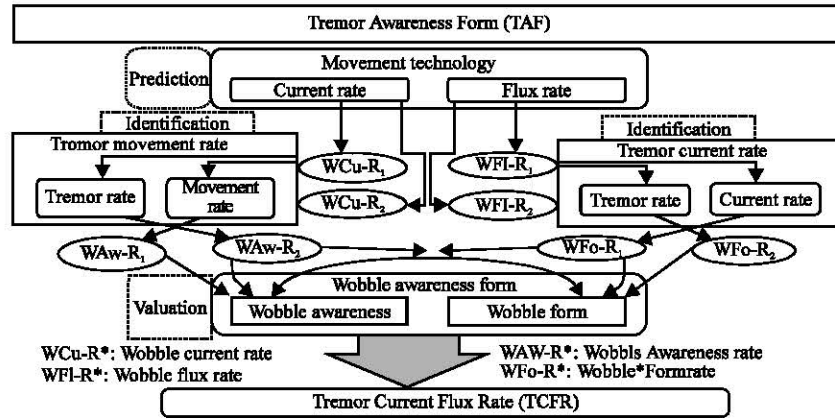 Tremor Awareness Form (TAF)
Prediction
Movement technology
Current rate
Flux rate
Identification
Identification
Tromor movement rate
Tremor current rate
WCu-R1
WFl-R1
Tremor rate
Movement
rate
WCu-R2
WFl-R2
Tremor rate
Current rate
WAw-R1
WAw-R2
WFo-R1
WFo-R2
Valuation
Wobble awareness form
Wobble awareness
Wobble form
WCu-R*: Wobble current rate
WFl-R*: Wobble flux rate
WAW-R*: Wobbls Awareness rate
WFo-R*: Wobble*Formrate
Tremor Current Flux Rate (TCFR)